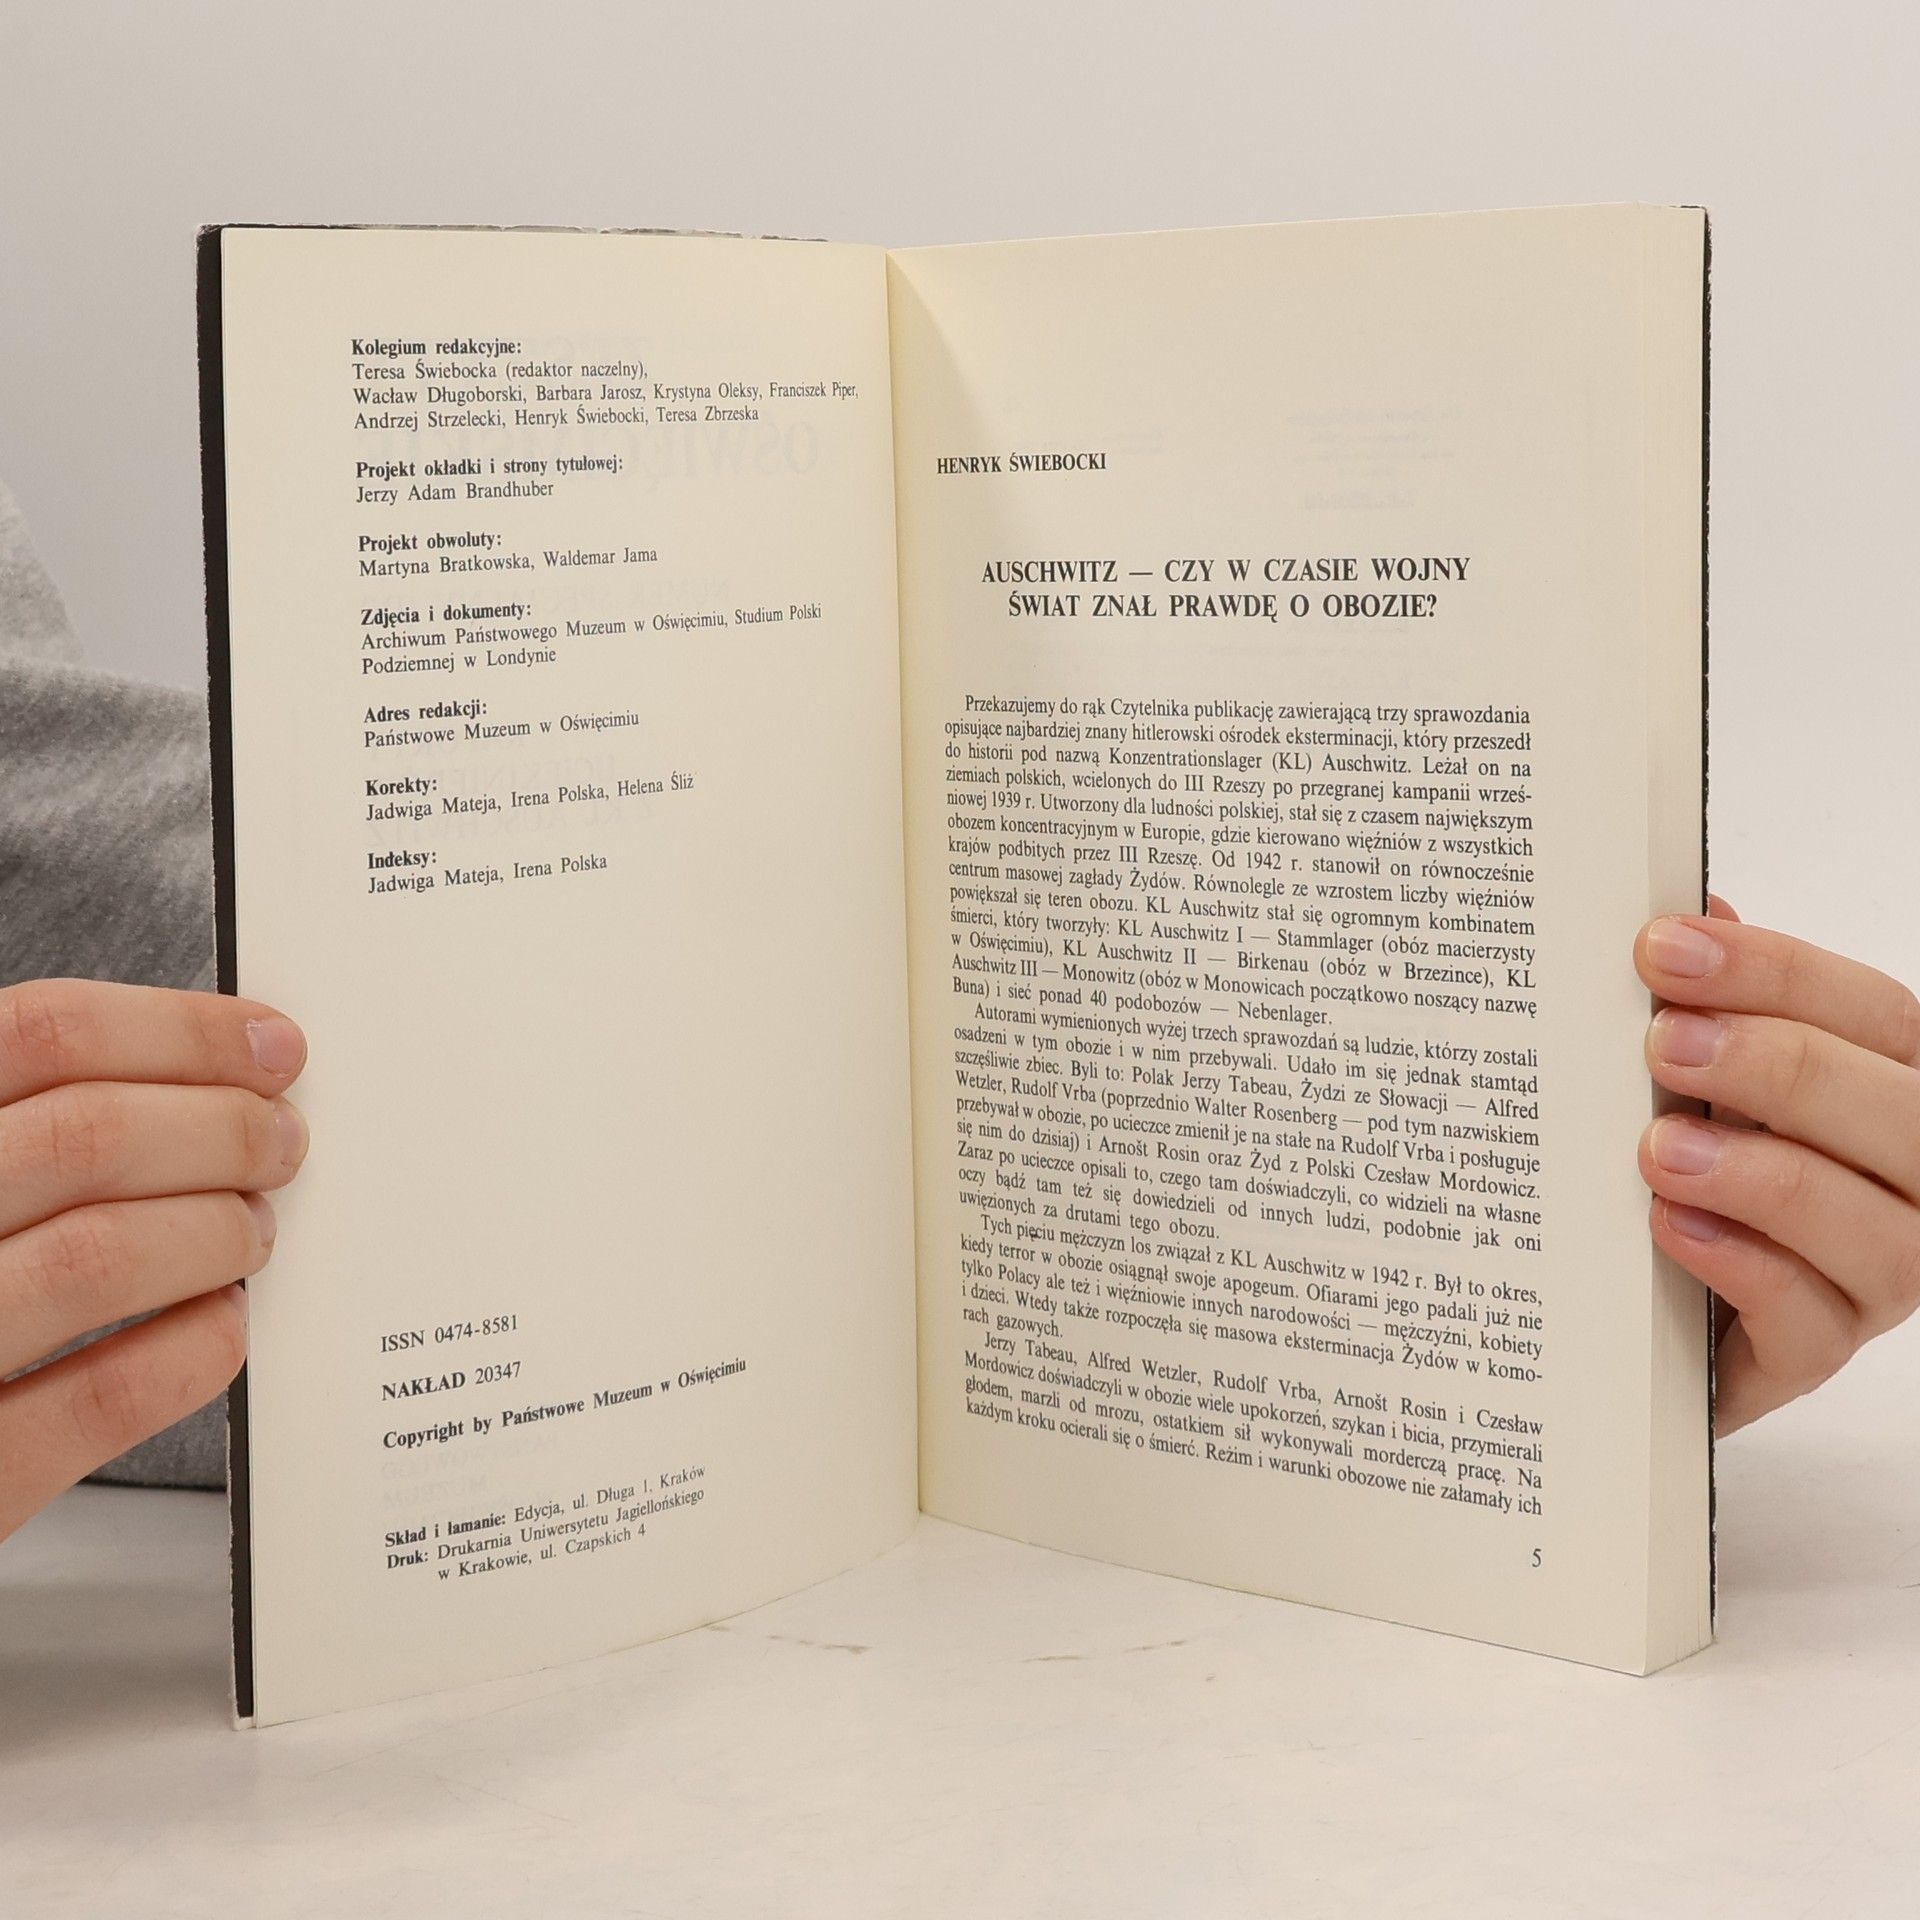 Kolegium redakcyjne:
Teresa Świebocka (redaktor naczelny),
Wacław Długoborski, Barbara Jarosz, Krystyna Oleksy, Franciszek Piper,
Andrzej Strzelecki, Henryk Świebocki, Teresa Zbrzeska
Projekt okładki i strony tytułowej:
Jerzy Adam Brandhuber
Projekt obwoluty:
Martyna Bratkowska, Waldemar Jama
Zdjęcia i dokumenty:
Archiwum Państwowego Muzeum w Oświęcimiu, Studium Polski
Podziemnej w Londynie
Adres redakcji:
Państwowe Muzeum w Oświęcimiu
Korekty:
Jadwiga Mateja, Irena Polska, Helena Śliż
Indeksy:
Jadwiga Mateja, Irena Polska
ISSN 0474-8581
NAKŁAD 20347
Copyright by Państwowe Muzeum w Oświęcimiu
Skład i łamanie: Edycja, ul. Długa 1. Kraków
Druk: Drukarnia Uniwersytetu Jagiellońskiego
w Krakowie, ul. Czapskich 4
HENRYK ŚWIEBOCKI
AUSCHWITZ — CZY W CZASIE WOJNY
ŚWIAT ZNAŁ PRAWDĘ O OBOZIE?
Przekazujemy do rąk Czytelnika publikację zawierającą trzy sprawozdania
opisujące najbardziej znany hitlerowski ośrodek eksterminacji, który przeszedł
do historii pod nazwą Konzentrationslager (KL) Auschwitz. Leżał on na
ziemiach polskich, wcielonych do III Rzeszy po przegranej kampanii wrześ-
niowej 1939 r. Utworzony dla ludności polskiej, stał się z czasem największym
obozem koncentracyjnym w Europie, gdzie kierowano więźniów z wszystkich
krajów podbitych przez III Rzeszę. Od 1942 r. stanowił on równocześnie
centrum masowej zagłady Żydów. Równolegle ze wzrostem liczby więźniów
powiększał się teren obozu. KL Auschwitz stał się ogromnym kombinatem
śmierci, który tworzyły: KL Auschwitz I — Stammlager (obóz macierzysty
w Oświęcimiu), KL Auschwitz II — Birkenau (obóz w Brzezince), KL
Auschwitz III — Monowitz (obóz w Monowicach początkowo noszący nazwę
Buna) i sieć ponad 40 podobozów — Nebenlager.
Autorami wymienionych wyżej trzech sprawozdań są ludzie, którzy zostali
osadzeni w tym obozie i w nim przebywali. Udało im się jednak stamtąd
szczęśliwie zbiec. Byli to: Polak Jerzy Tabeau, Żydzi ze Słowacji — Alfred
Wetzler, Rudolf Vrba (poprzednio Walter Rosenberg — pod tym nazwiskiem
przebywał w obozie, po ucieczce zmienił je na stałe na Rudolf Vrba i posługuje
się nim do dzisiaj) i Arnošt Rosin oraz Żyd z Polski Czesław Mordowicz.
Zaraz po ucieczce opisali to, czego tam doświadczyli, co widzieli na własne
oczy bądź tam też się dowiedzieli od innych ludzi, podobnie jak oni
uwięzionych za drutami tego obozu.
Tych pięciu mężczyzn los związał z KL Auschwitz w 1942 r. Był to okres,
kiedy terror w obozie osiągnął swoje apogeum. Ofiarami jego padali już nie
tylko Polacy ale też i więźniowie innych narodowości — mężczyźni, kobiety
i dzieci. Wtedy także rozpoczęła się masowa eksterminacja Żydów w komo-
rach gazowych.
Jerzy Tabeau, Alfred Wetzler, Rudolf Vrba, Arnošt Rosin i Czesław
Mordowicz doświadczyli w obozie wiele upokorzeń, szykan i bicia, przymierali
głodem, marzli od mrozu, ostatkiem sił wykonywali morderczą pracę. Na
każdym kroku ocierali się o śmierć. Reżim i warunki obozowe nie załamały ich
5